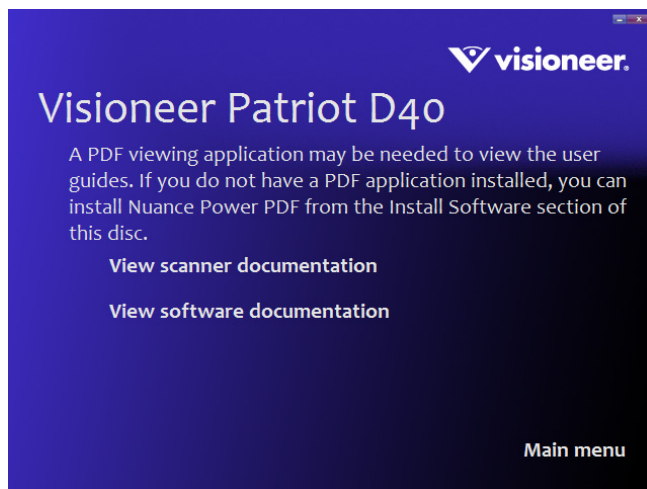 visioneer.
Visioneer Patriot D40
A PDF viewing application may be needed to view the user
guides. If you do not have a PDF application installed, you can
install Nuance Power PDF from the Install Software section of
this disc.
View scanner documentation
View software documentation
Main menu